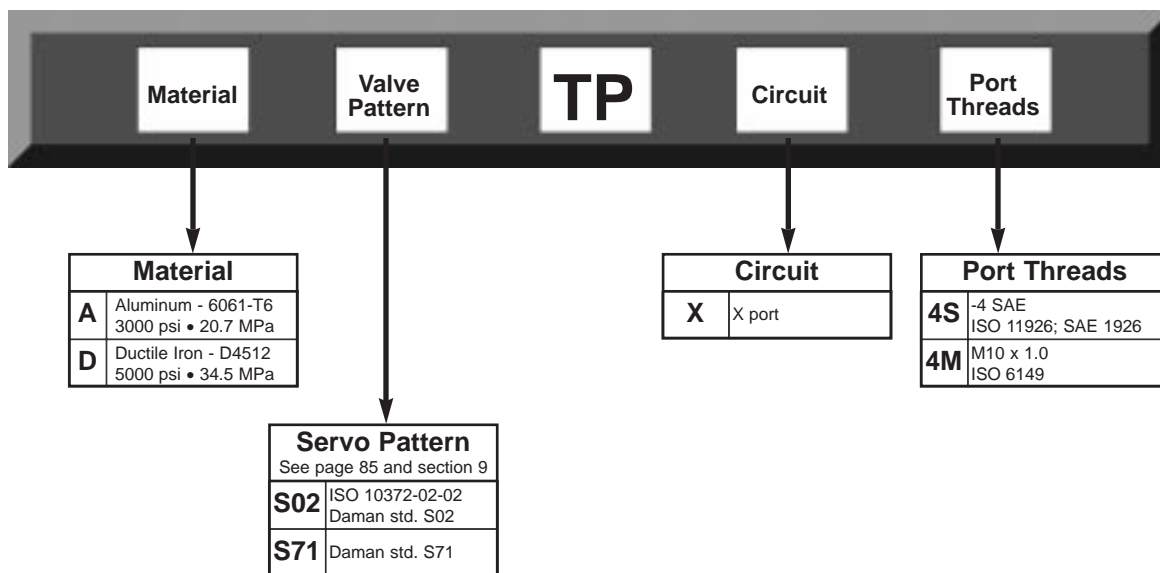 Material
Valve
Pattern
TP
Circuit
Port
Threads
Material
A
Aluminum - 6061-T6
3000 psi • 20.7 MPa
D
Ductile Iron - D4512
5000 psi • 34.5 MPa
Circuit
X
X port
Port Threads
4S
-4 SAE
ISO 11926; SAE 1926
4M
M10 x 1.0
ISO 6149
Servo Pattern
See page 85 and section 9
S02
ISO 10372-02-02
Daman std. S02
S71
Daman std. S71